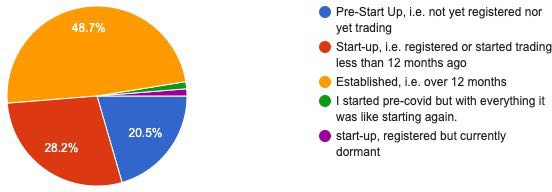 48.7%
28.2%
20.5%
Pre-Start Up, i.e. not yet registered nor
yet trading
Start-up, i.e. registered or started trading
less than 12 months ago
Established, i.e. over 12 months
I started pre-covid but with everything it
was like starting again.
start-up, registered but currently
dormant